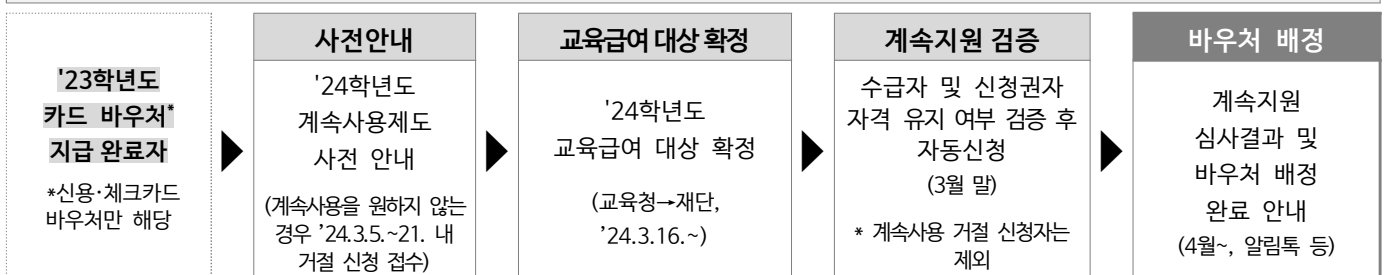 '23학년도
카드 바우처*
지급 완료자
*신용·체크카드
바우처만 해당
사전안내
'24학년도
계속사용제도
사전 안내
(계속사용을 원하지 않는
경우 ’24.3.5.~21. 내
거절 신청 접수)
교육급여 대상 확정
'24학년도
교육급여 대상 확정
(교육청→재단,
’24.3.16.~)
계속지원 검증
수급자 및 신청권자
자격 유지 여부 검증 후
자동신청
(3월 말)
* 계속사용 거절 신청자는
제외
바우처 배정
계속지원
심사결과 및
바우처 배정
완료 안내
(4월~, 알림톡 등)